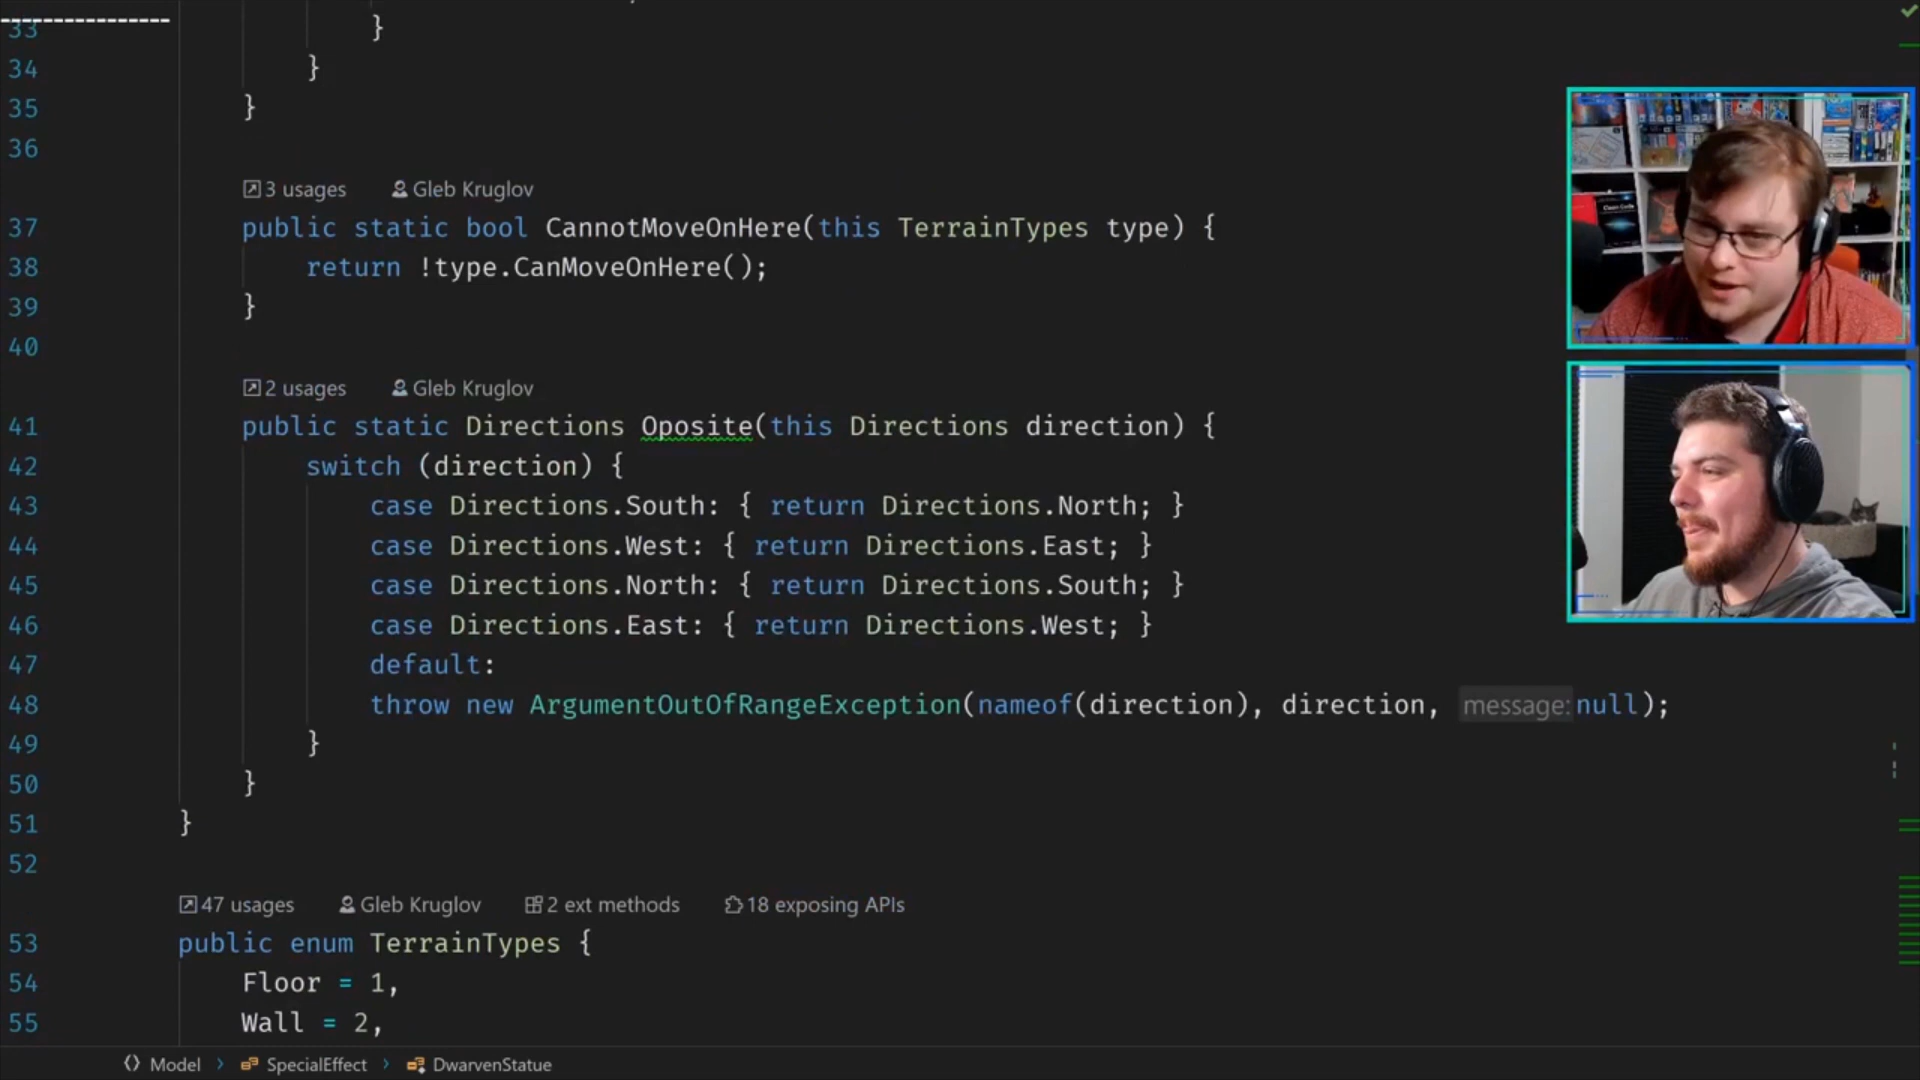 33 }
34 }
35 }
36
3 usages Gleb Kruglov
37 public static bool CannotMoveOnHere(this TerrainTypes type) {
38 return !type.CanMoveOnHere();
39 }
40
2 usages Gleb Kruglov
41 public static Directions Oposite(this Directions direction) {
42 switch (direction) {
43 case Directions.South: { return Directions.North; }
44 case Directions.West: { return Directions.East; }
45 case Directions.North: { return Directions.South; }
46 case Directions.East: { return Directions.West; }
47 default:
48 throw new ArgumentOutOfRangeException(nameof(direction), direction, message: null);
49 }
50 }
51 }
52
47 usages Gleb Kruglov 2 ext methods 18 exposing APIs
53 public enum TerrainTypes {
54 Floor = 1,
55 Wall = 2,
Model SpecialEffect DwarvenStatue
Clean Code